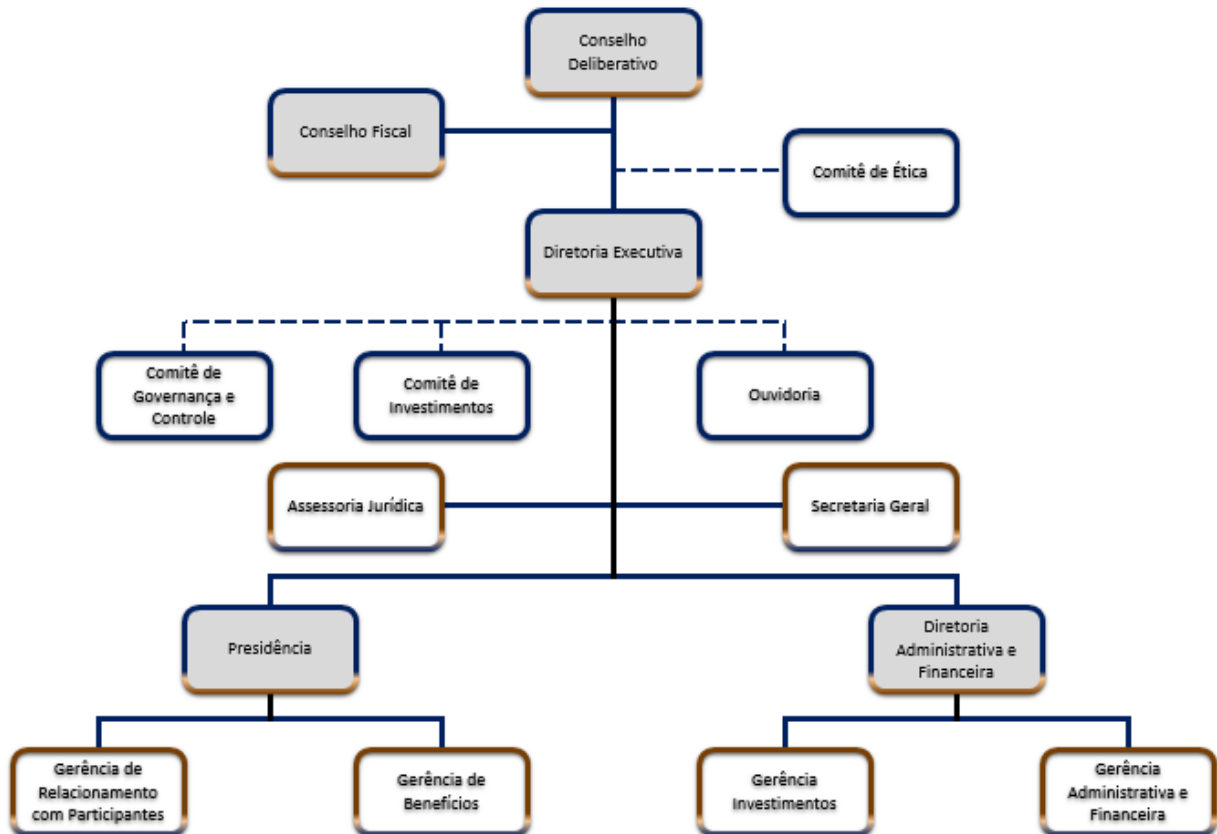 Conselho
Deliberativo
Conselho Fiscal
Comitê de Ética
Diretoria Executiva
Comitê de
Governança e
Controle
Comitê de
Investimentos
Ouvidoria
Assessoria Jurídica
Secretaria Geral
Presidência
Diretoria
Administrativa e
Financeira
Gerência de
Relacionamento
com Participantes
Gerência de
Benefícios
Gerência
Investimentos
Gerência
Administrativa e
Financeira